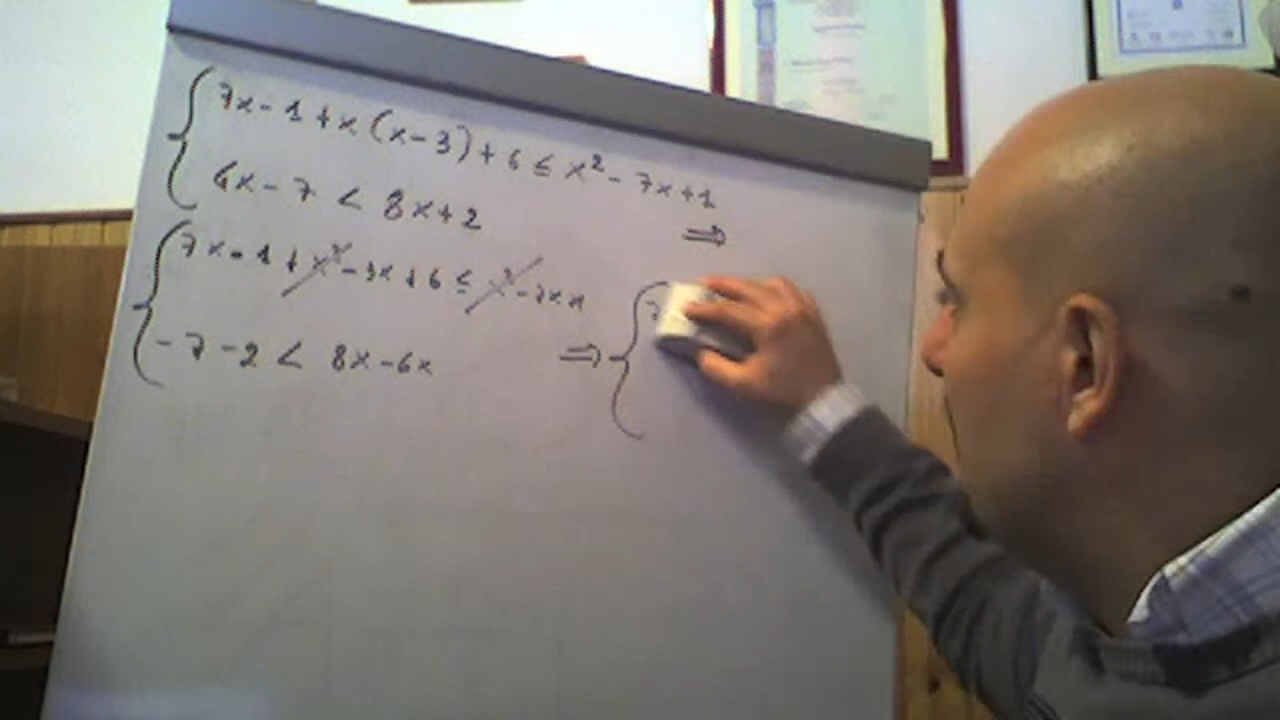 7x-1+x(x-3)+6≤x²-7x+1
6x-7<8x+2
⇒
7x-1+x²-3x+6≤x²-7x+1
-7-2<8x-6x
⇒